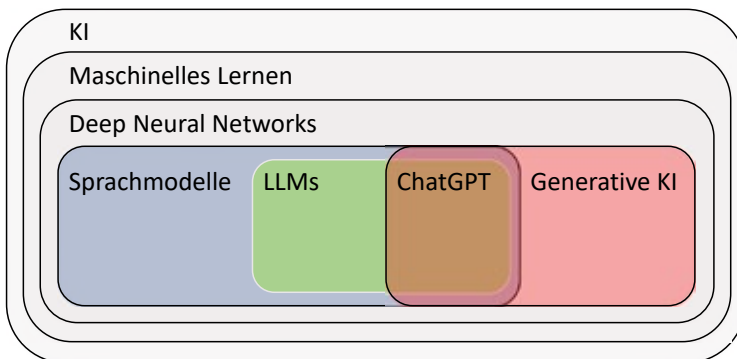 KI
Maschinelles Lernen
Deep Neural Networks
Sprachmodelle LLMs ChatGPT Generative KI